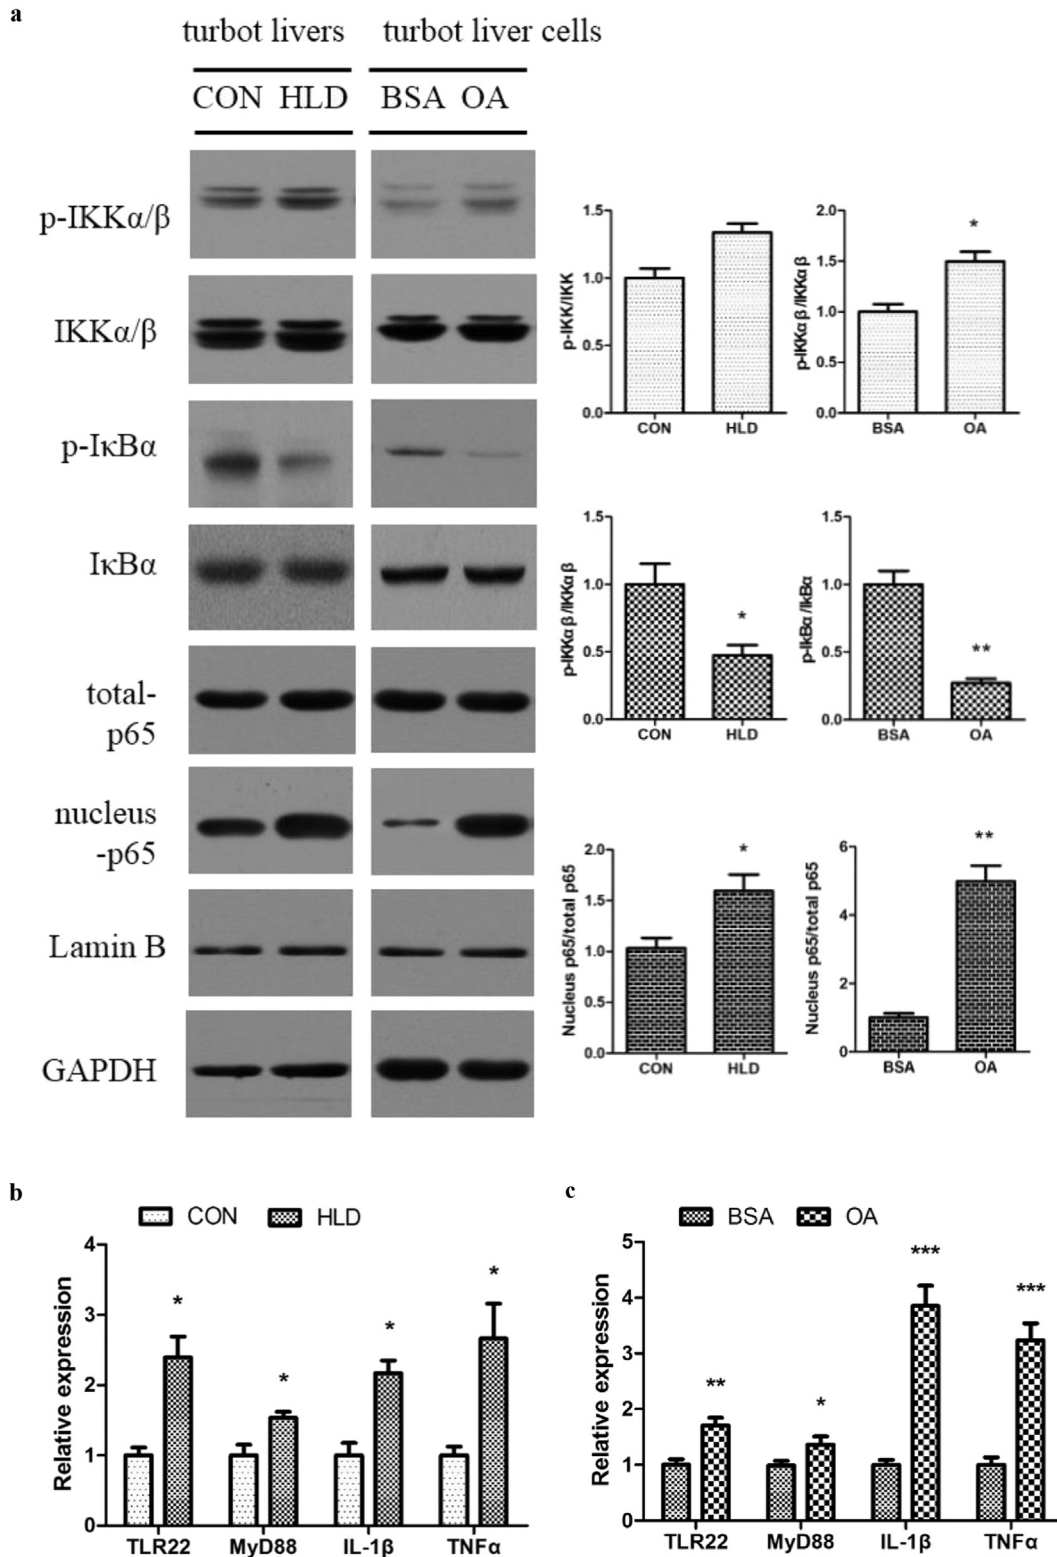 a
turbot livers turbot liver cells
CON HLD BSA OA
p-IKKα/β
IKKα/β
p-IκBα
IκBα
total-
p65
nucleus
-p65
Lamin B
GAPDH
p-IKK/IKK
1.5
1.0
0.5
0.0
CON HLD
p-IKKαβ/IKKαβ
2.0
1.5
1.0
0.5
0.0
*
BSA OA
p-IKKαβ/IKKαβ
1.5
1.0
0.5
0.0
*
CON HLD
p-IkBα/IkBα
1.5
1.0
0.5
0.0
**
BSA OA
Nucleus p65/total p65
2.0
1.5
1.0
0.5
0.0
*
CON HLD
Nucleus p65/total p65
6
4
2
0
**
BSA OA
b
CON HLD
Relative expression
4
3
2
1
0
* * * *
TLR22 MyD88 IL-1β TNFα
c
BSA OA
Relative expression
5
4
3
2
1
0
** * *** ***
TLR22 MyD88 IL-1β TNFα